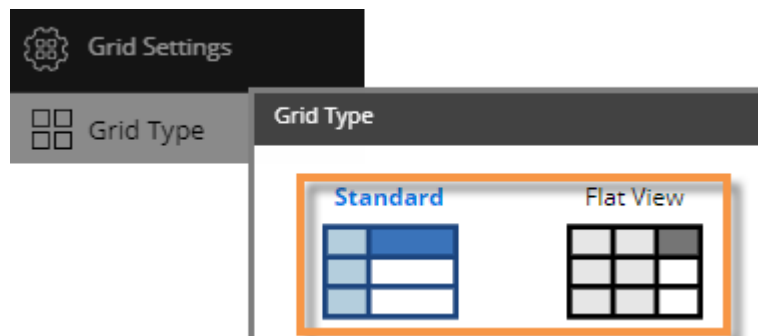 Grid Settings
Grid Type
Grid Type
Standard
Flat View